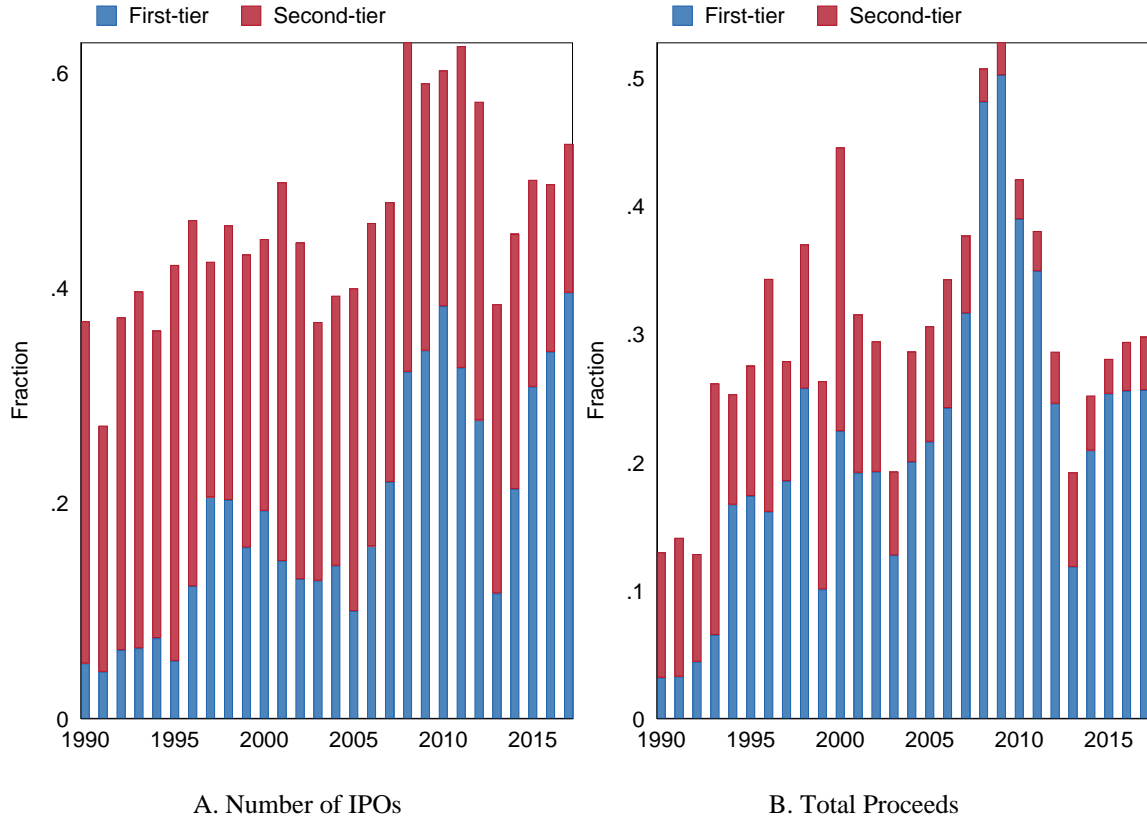 First-tier Second-tier
.6
.4
.2
0
Fraction
1990 1995 2000 2005 2010 2015
A. Number of IPOs
First-tier Second-tier
.5
.4
.3
.2
.1
0
Fraction
1990 1995 2000 2005 2010 2015
B. Total Proceeds